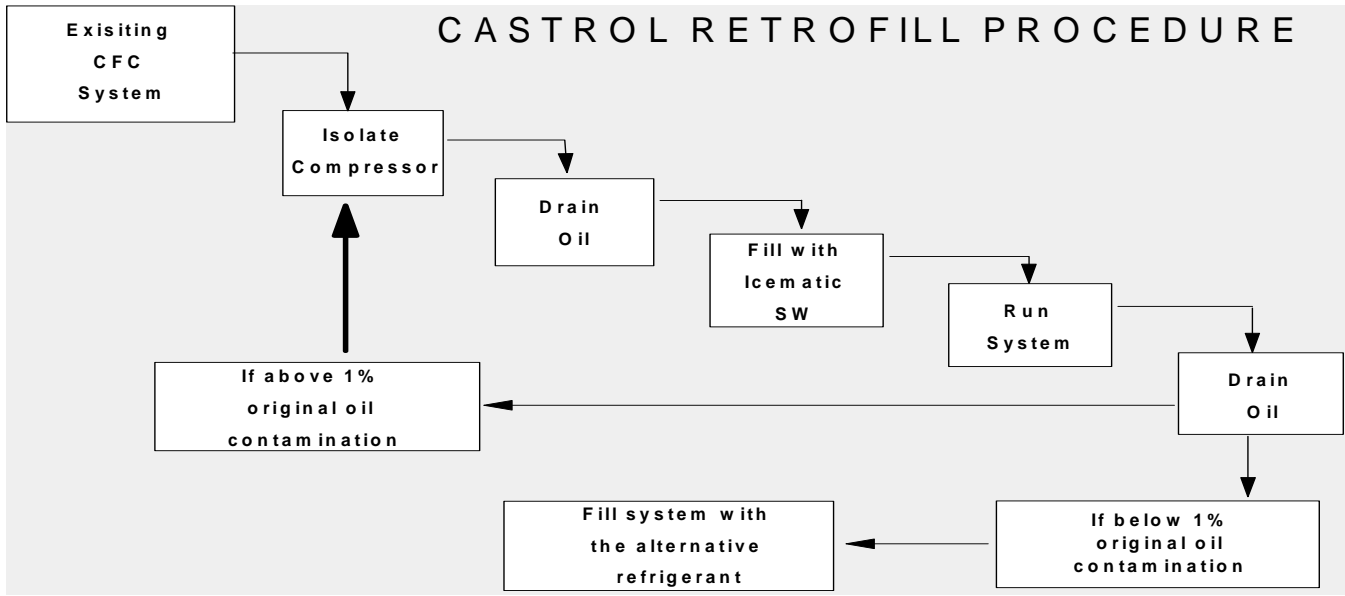 CASTROL RETROFILL PROCEDURE
Exisiting
CFC
System
Isolate
Compressor
Drain
Oil
Fill with
Icematic
SW
Run
System
Drain
Oil
If above 1%
original oil
contamination
If below 1%
original oil
contamination
Fill system with
the alternative
refrigerant